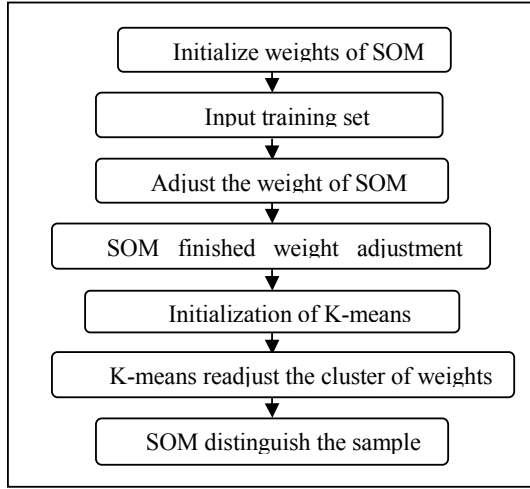 Initialize weights of SOM
Input training set
Adjust the weight of SOM
SOM finished weight adjustment
Initialization of K-means
K-means readjust the cluster of weights
SOM distinguish the sample